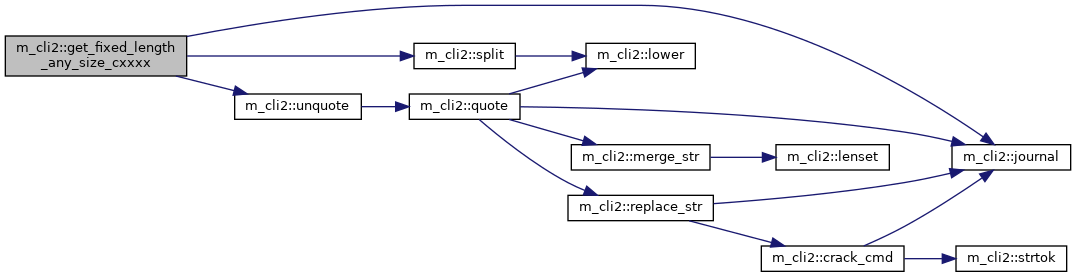 m_cli2::get_fixed_length
_any_size_cxxxx
m_cli2::split
m_cli2::lower
m_cli2::unquote
m_cli2::quote
m_cli2::merge_str
m_cli2::lenset
m_cli2::journal
m_cli2::replace_str
m_cli2::crack_cmd
m_cli2::strtok